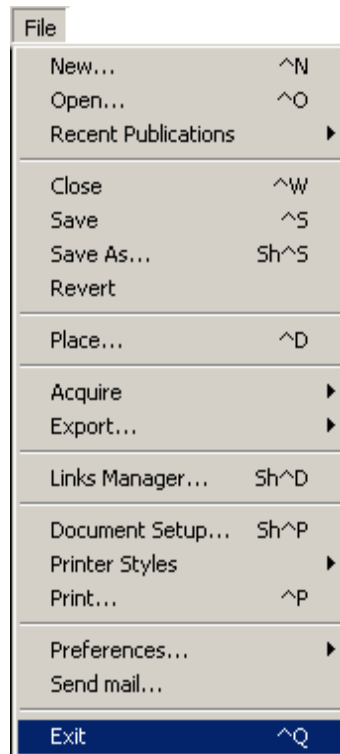 File
New... ^N
Open... ^O
Recent Publications
Close ^W
Save ^S
Save As... Sh^S
Revert
Place... ^D
Acquire
Export...
Links Manager... Sh^D
Document Setup... Sh^P
Printer Styles
Print... ^P
Preferences...
Send mail...
Exit ^Q